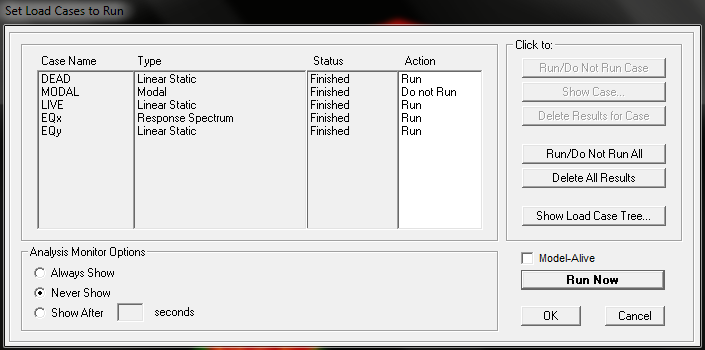 Set Load Cases to Run
Case Name Type Status Action
DEAD Linear Static Finished Run
MODAL Modal Finished Do not Run
LIVE Linear Static Finished Run
EQx Response Spectrum Finished Run
EQy Linear Static Finished Run
Click to:
Run/Do Not Run Case
Show Case...
Delete Results for Case
Run/Do Not Run All
Delete All Results
Show Load Case Tree...
Analysis Monitor Options
Always Show
Never Show
Show After seconds
Model-Alive
Run Now
OK Cancel